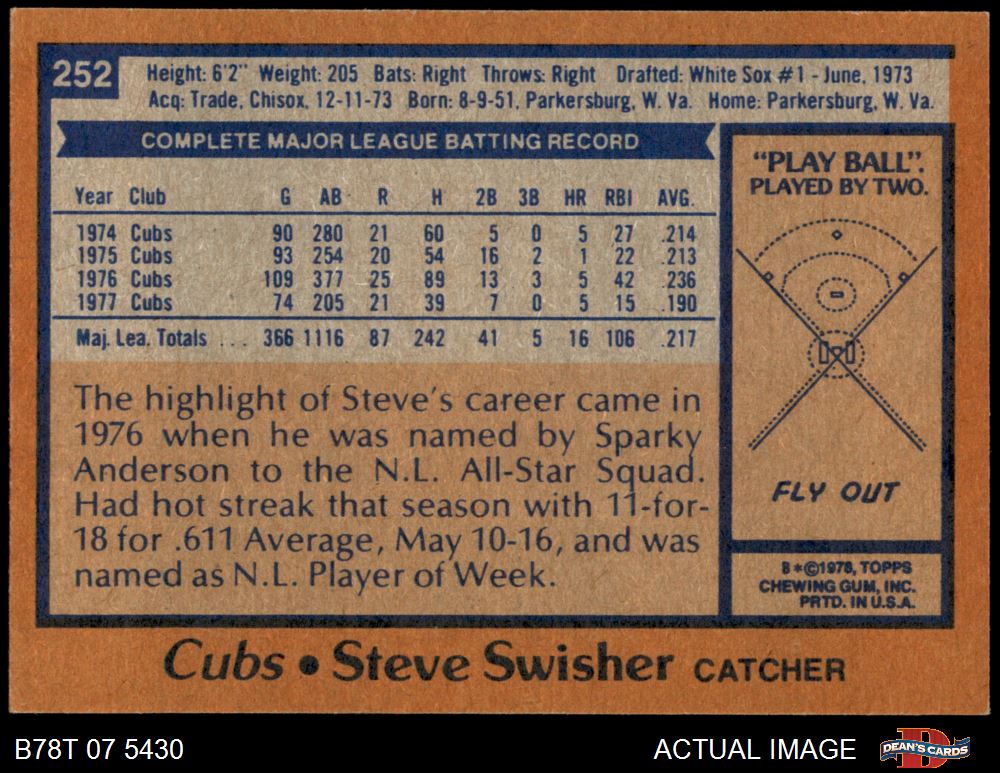 252
Height: 6'2" Weight: 205 Bats: Right Throws: Right Drafted: White Sox #1 - June, 1973
Acq: Trade, Chisox, 12-11-73 Born: 8-9-51, Parkersburg, W. Va. Home: Parkersburg, W. Va.
COMPLETE MAJOR LEAGUE BATTING RECORD
Year Club G AB R H 2B 3B HR RBI AVG.
1974 Cubs 90 280 21 60 5 0 5 27 .214
1975 Cubs 93 254 20 54 16 2 1 22 .213
1976 Cubs 109 377 25 89 13 3 5 42 .236
1977 Cubs 74 205 21 39 7 0 5 15 .190
Maj. Lea. Totals ... 366 1116 87 242 41 5 16 106 .217
The highlight of Steve's career came in
1976 when he was named by Sparky
Anderson to the N.L. All-Star Squad.
Had hot streak that season with 11-for-
18 for .611 Average, May 10-16, and was
named as N.L. Player of Week.
"PLAY BALL".
PLAYED BY TWO.
FLY OUT
B*©1978, TOPPS
CHEWING GUM, INC.
PRTD. IN U.S.A.
Cubs • Steve Swisher CATCHER
B78T 07 5430
ACTUAL IMAGE
DEAN'S CARDS